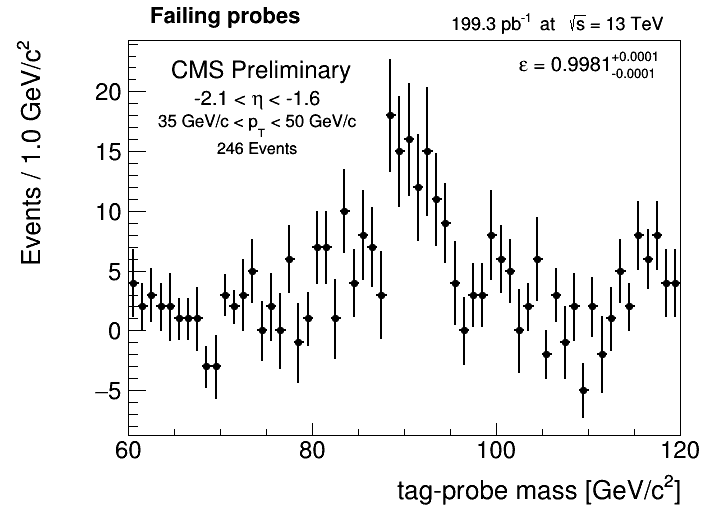 Failing probes
199.3 pb⁻¹ at √s = 13 TeV
CMS Preliminary
ε = 0.9981 +0.0001 -0.0001
-2.1 < η < -1.6
35 GeV/c < p_T < 50 GeV/c
246 Events
Events / 1.0 GeV/c²
20
15
10
5
0
−5
60 80 100 120
tag-probe mass [GeV/c²]